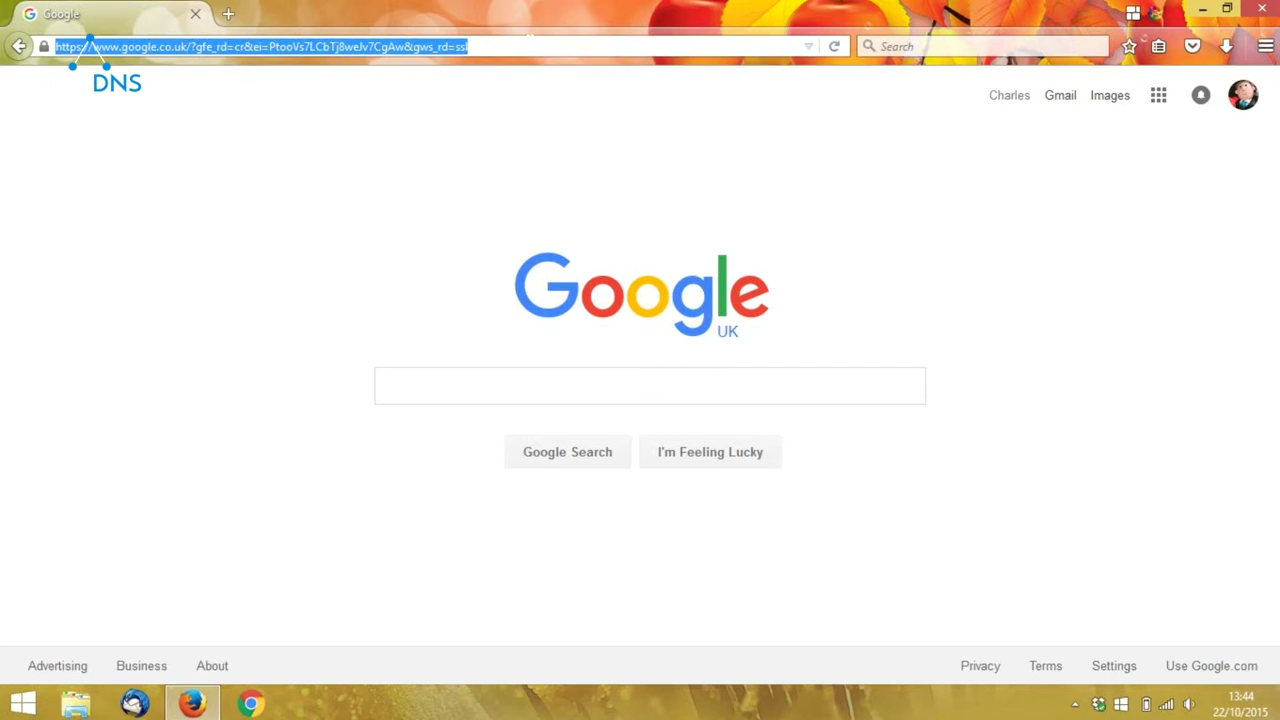 Google
https://www.google.co.uk/?gfe_rd=cr&ei=PtooVs7LCbTj8weJv7CgAw&gws_rd=ssl
Search
DNS
Charles
Gmail
Images
Google
UK
Google Search
I'm Feeling Lucky
Advertising
Business
About
Privacy
Terms
Settings
Use Google.com
13:44
22/10/2015